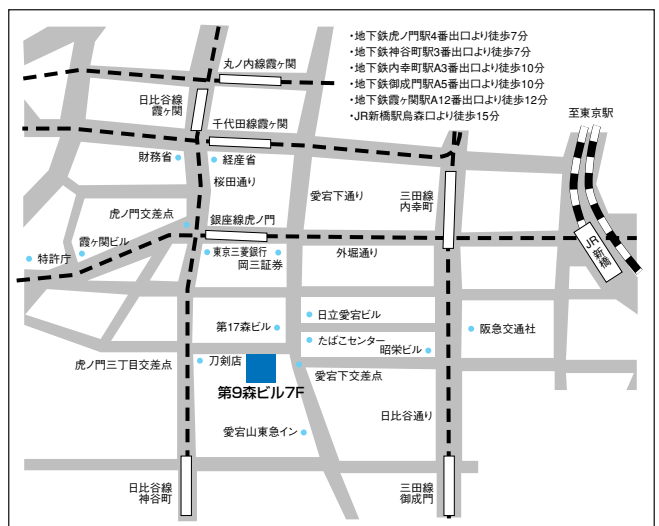 ・地下鉄虎ノ門駅4番出口より徒歩7分
・地下鉄神谷町駅3番出口より徒歩7分
・地下鉄内幸町駅A3番出口より徒歩10分
・地下鉄御成門駅A5番出口より徒歩10分
・地下鉄霞ヶ関駅A12番出口より徒歩12分
・JR新橋駅烏森口より徒歩15分
丸ノ内線霞ヶ関
日比谷線
霞ヶ関
千代田線霞ヶ関
至東京駅
財務省
経産省
桜田通り
愛宕下通り
三田線
内幸町
虎ノ門交差点
銀座線虎ノ門
霞ヶ関ビル
特許庁
東京三菱銀行
岡三証券
外堀通り
JR
新橋
日立愛宕ビル
第17森ビル
阪急交通社
たばこセンター
昭栄ビル
虎ノ門三丁目交差点
刀剣店
愛宕下交差点
第9森ビル7F
日比谷通り
愛宕山東急イン
日比谷線
神谷町
三田線
御成門